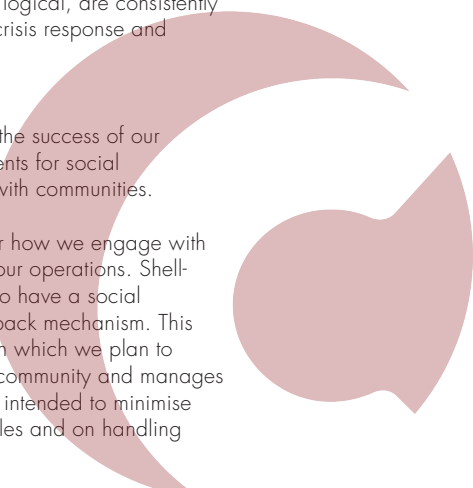 logical, are consistently
crisis response and
the success of our
ents for social
with communities.
r how we engage with
our operations. Shell-
o have a social
back mechanism. This
n which we plan to
community and manages
intended to minimise
les and on handling